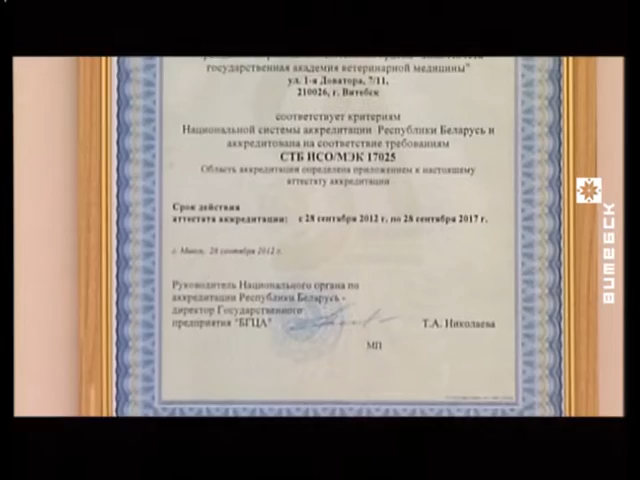 государственная академия ветеринарной медицины"
ул. 1-я Доватора, 7/11,
210026, г. Витебск
соответствует критериям
Национальной системы аккредитации Республики Беларусь и
аккредитована на соответствие требованиям
СТБ ИСО/МЭК 17025
Область аккредитации определена приложением к настоящему
аттестату аккредитации
Срок действия
аттестата аккредитации: с 28 сентября 2012 г. по 28 сентября 2017 г.
г. Минск, 28 сентября 2012 г.
Руководитель Национального органа по
аккредитации Республики Беларусь -
директор Государственного
предприятия "БГЦА" Т.А. Николаева
МП
ВИТЕБСК